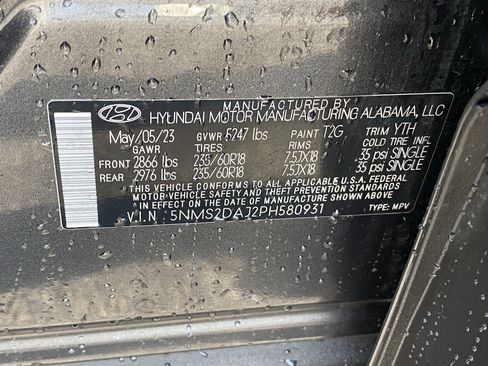 MANUFACTURED BY
HYUNDAI MOTOR MANUFACTURING ALABAMA, LLC
May/05/23 GVWR 5247 lbs PAINT T2G TRIM YTH
GAWR TIRES RIMS COLD TIRE INFL
FRONT 2866 lbs 235/60R18 7.5JX18 35 psi SINGLE
REAR 2976 lbs 235/60R18 7.5JX18 35 psi SINGLE
THIS VEHICLE CONFORMS TO ALL APPLICABLE U.S.A. FEDERAL
MOTOR VEHICLE SAFETY AND THEFT PREVENTION STANDARDS
IN EFFECT ON THE DATE OF MANUFACTURE SHOWN ABOVE.
V.I.N : 5NMS2DAJ2PH580931 TYPE: MPV